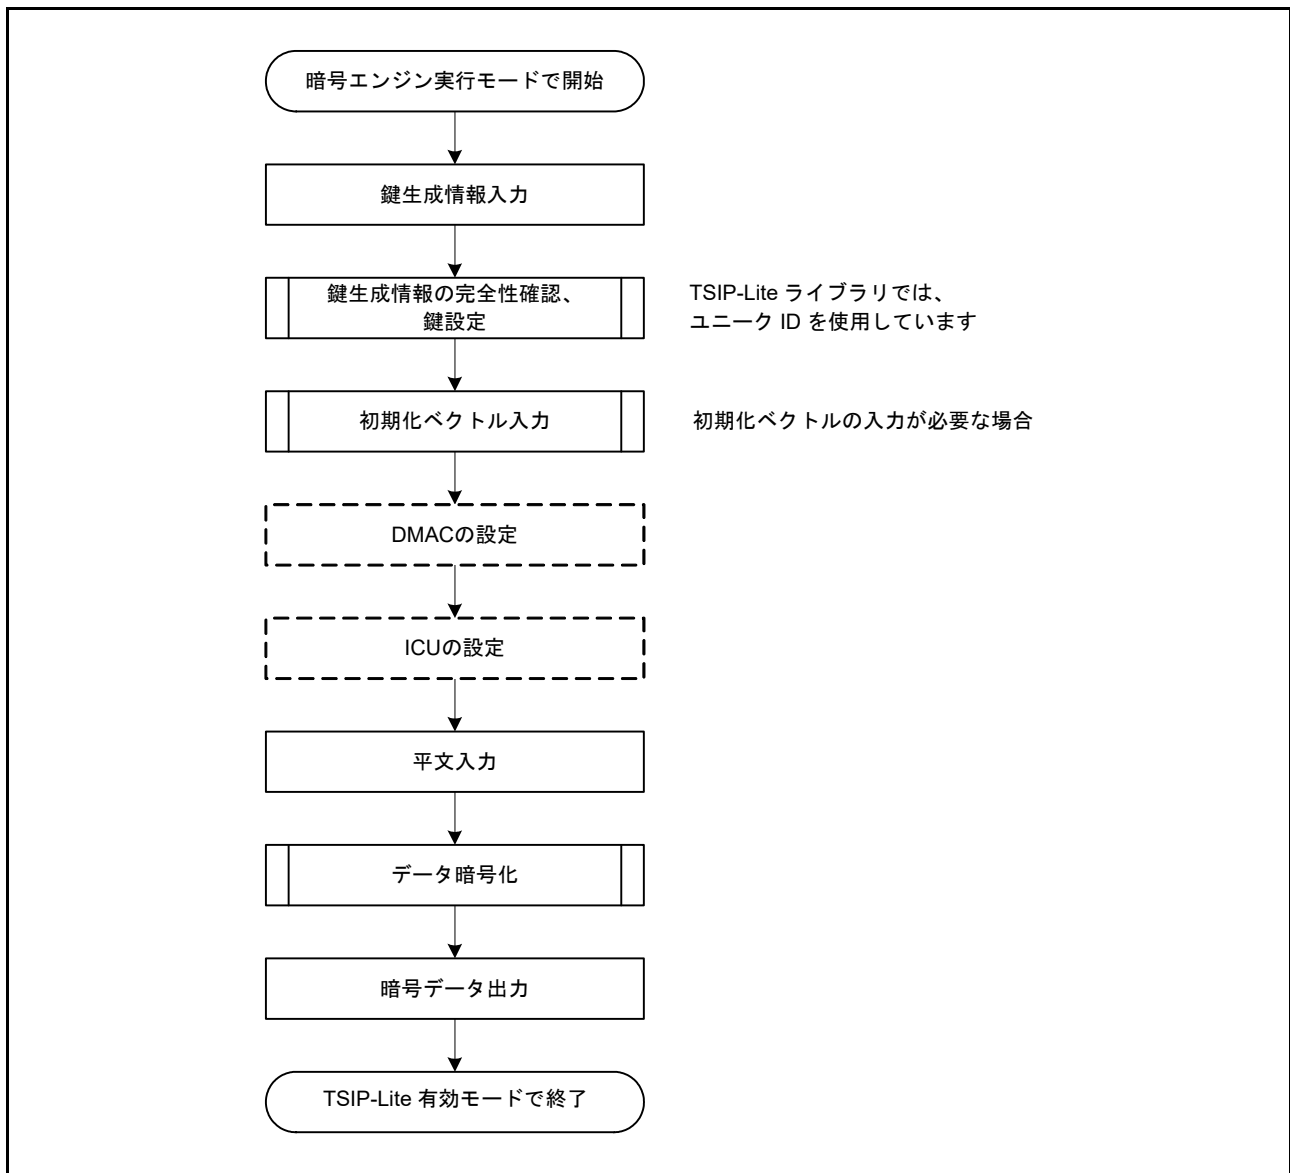 暗号エンジン実行モードで開始
鍵生成情報入力
鍵生成情報の完全性確認、
鍵設定
TSIP-Lite ライブラリでは、
ユニーク ID を使用しています
初期化ベクトル入力
初期化ベクトルの入力が必要な場合
DMACの設定
ICUの設定
平文入力
データ暗号化
暗号データ出力
TSIP-Lite 有効モードで終了